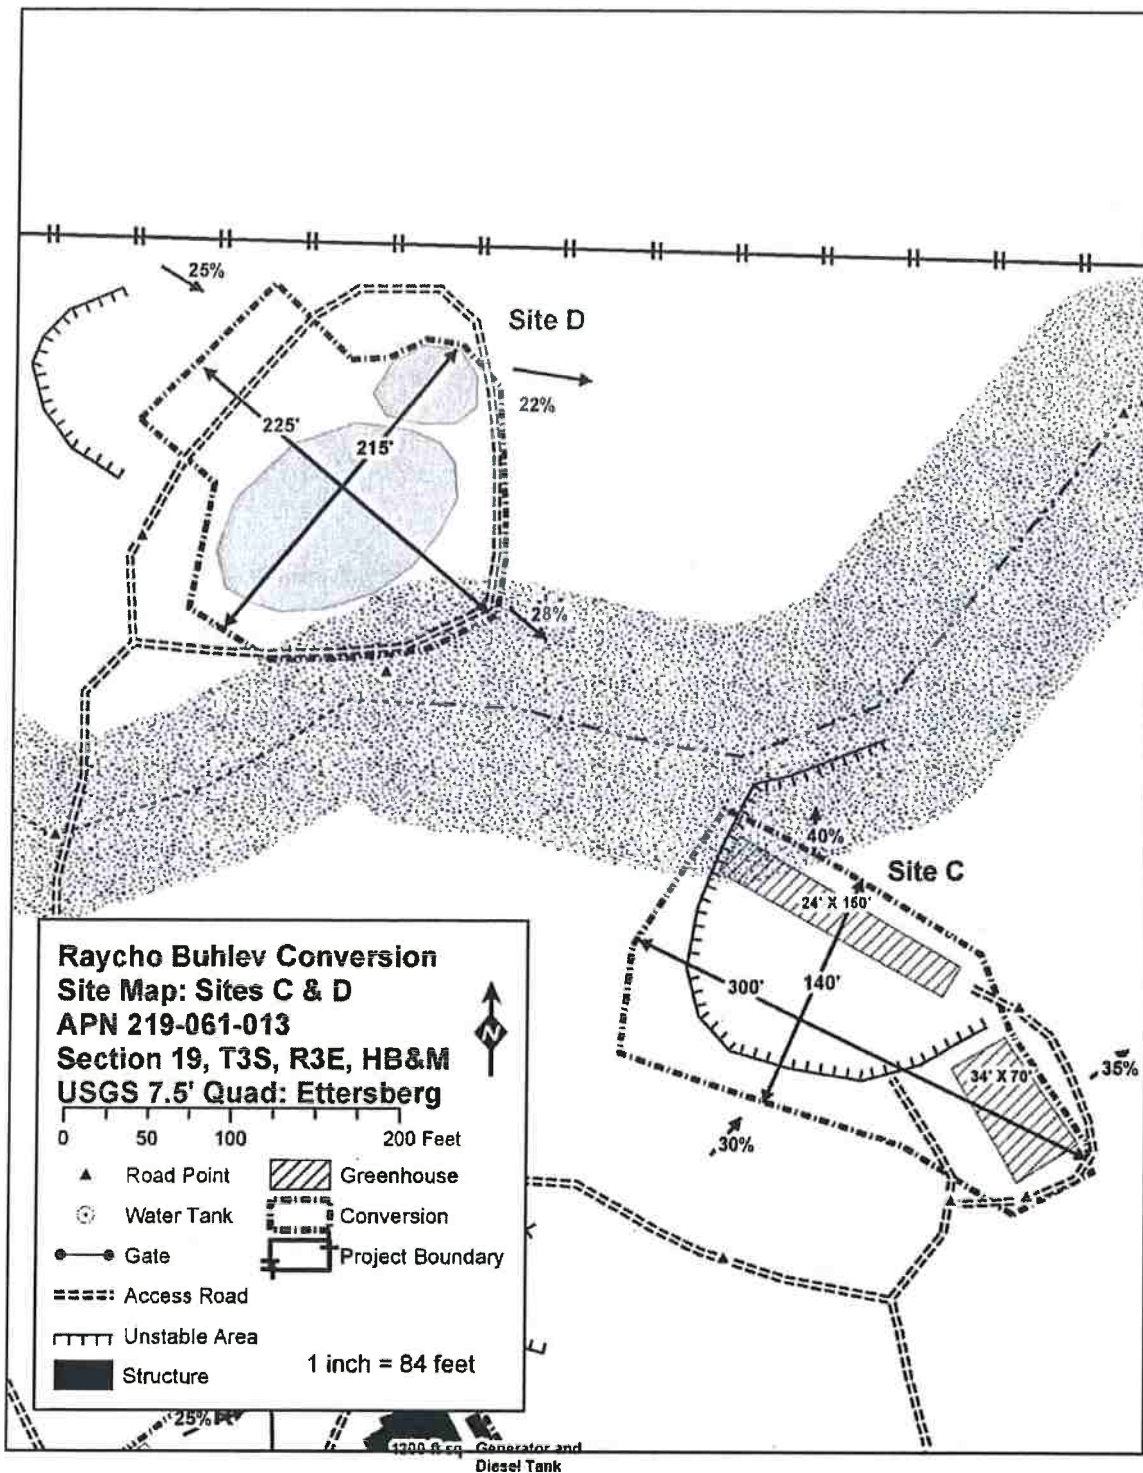 25%
Site D
22%
225'
215'
28%
40%
Site C
24' X 150'
300'
140'
34' X 70'
35%
30%
Raycho Buhlev Conversion
Site Map: Sites C & D
APN 219-061-013
Section 19, T3S, R3E, HB&M
USGS 7.5' Quad: Ettersberg
N
0 50 100 200 Feet
Road Point
Greenhouse
Water Tank
Conversion
Gate
Project Boundary
Access Road
Unstable Area
Structure
1 inch = 84 feet
25%
1200 ft sq
Generator and
Diesel Tank